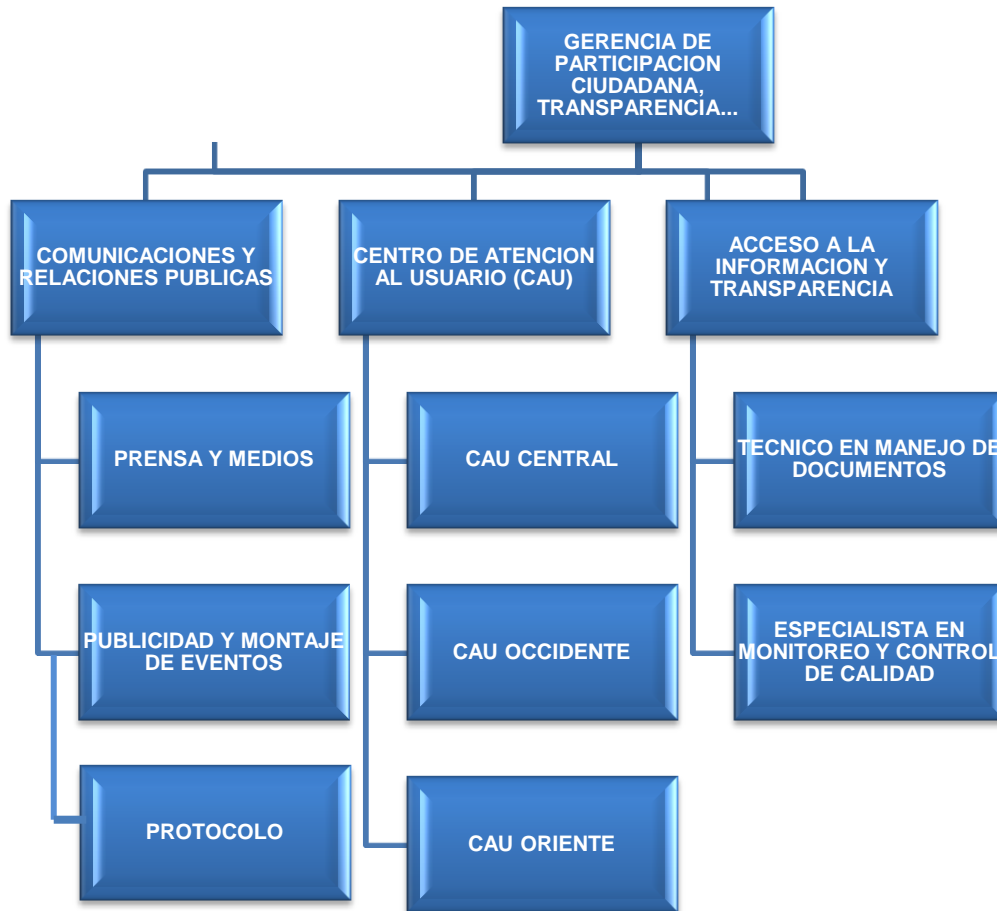 GERENCIA DE
PARTICIPACION
CIUDADANA,
TRANSPARENCIA...
COMUNICACIONES Y
RELACIONES PUBLICAS
CENTRO DE ATENCION
AL USUARIO (CAU)
ACCESO A LA
INFORMACION Y
TRANSPARENCIA
PRENSA Y MEDIOS
CAU CENTRAL
TECNICO EN MANEJO DE
DOCUMENTOS
PUBLICIDAD Y MONTAJE
DE EVENTOS
CAU OCCIDENTE
ESPECIALISTA EN
MONITOREO Y CONTROL
DE CALIDAD
PROTOCOLO
CAU ORIENTE